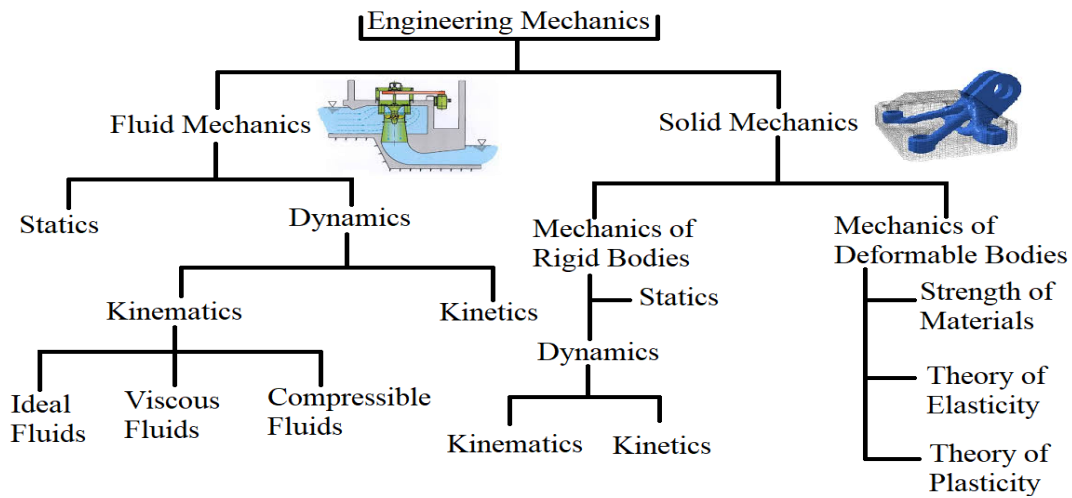 Engineering Mechanics
Fluid Mechanics
Solid Mechanics
Statics
Dynamics
Mechanics of
Rigid Bodies
Mechanics of
Deformable Bodies
Kinematics
Kinetics
Statics
Strength of
Materials
Dynamics
Ideal
Fluids
Viscous
Fluids
Compressible
Fluids
Theory of
Elasticity
Kinematics
Kinetics
Theory of
Plasticity